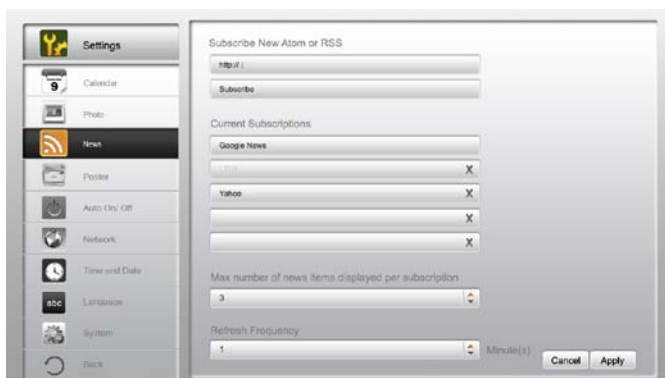 Settings
9
Calendar
Photo
News
Poster
Auto On/ Off
Network
Time and Date
abc
Language
System
Back
Subscribe New Atom or RSS
http://
Subscribe
Current Subscriptions
Google News
X
Yahoo X
X
X
Max number of news items displayed per subscription
3
Refresh Frequency
1 Minute(s)
Cancel Apply